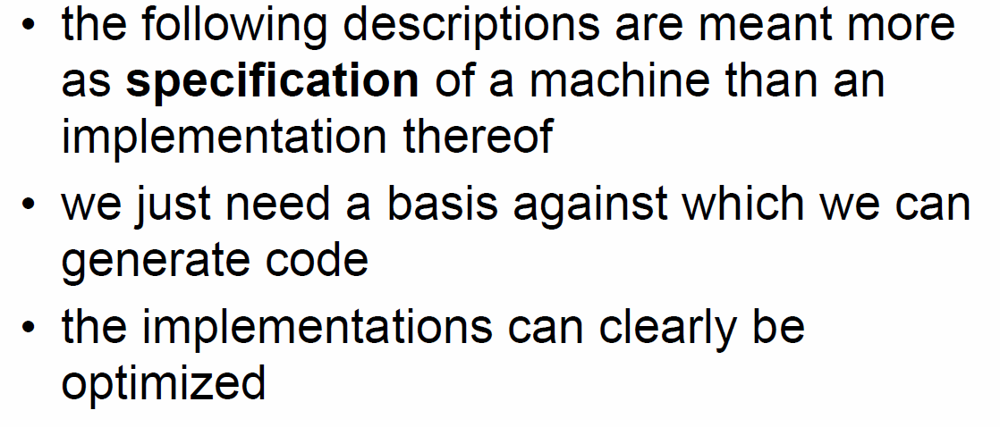 • the following descriptions are meant more
as specification of a machine than an
implementation thereof
• we just need a basis against which we can
generate code
• the implementations can clearly be
optimized